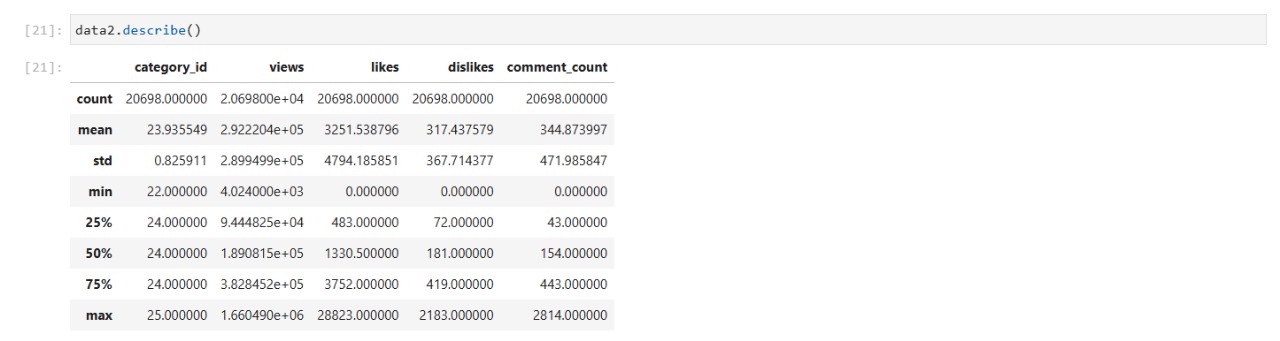 [21]: data2.describe()
[21]:
category_id views likes dislikes comment_count
count 20698.000000 2.069800e+04 20698.000000 20698.000000 20698.000000
mean 23.935549 2.922204e+05 3251.538796 317.437579 344.873997
std 0.825911 2.899499e+05 4794.185851 367.714377 471.985847
min 22.000000 4.024000e+03 0.000000 0.000000 0.000000
25% 24.000000 9.444825e+04 483.000000 72.000000 43.000000
50% 24.000000 1.890815e+05 1330.500000 181.000000 154.000000
75% 24.000000 3.828452e+05 3752.000000 419.000000 443.000000
max 25.000000 1.660490e+06 28823.000000 2183.000000 2814.000000